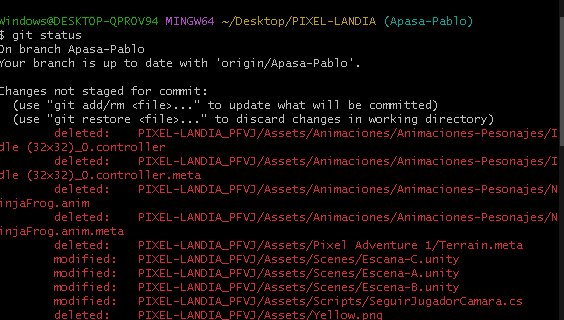 Windows@DESKTOP-QPROV94 MINGW64 ~/Desktop/PIXEL-LANDIA (Apasa-Pablo)
$ git status
On branch Apasa-Pablo
Your branch is up to date with 'origin/Apasa-Pablo'.
Changes not staged for commit:
(use "git add/rm <file>..." to update what will be committed)
(use "git restore <file>..." to discard changes in working directory)
deleted: PIXEL-LANDIA_PFVJ/Assets/Animaciones/Animaciones-Pesonajes/I
dle (32x32)_0.controller
deleted: PIXEL-LANDIA_PFVJ/Assets/Animaciones/Animaciones-Pesonajes/I
dle (32x32)_0.controller.meta
deleted: PIXEL-LANDIA_PFVJ/Assets/Animaciones/Animaciones-Pesonajes/N
injaFrog.anim
deleted: PIXEL-LANDIA_PFVJ/Assets/Animaciones/Animaciones-Pesonajes/N
injaFrog.anim.meta
deleted: PIXEL-LANDIA_PFVJ/Assets/Pixel Adventure 1/Terrain.meta
modified: PIXEL-LANDIA_PFVJ/Assets/Scenes/Escena-C.unity
modified: PIXEL-LANDIA_PFVJ/Assets/Scenes/Escena-A.unity
modified: PIXEL-LANDIA_PFVJ/Assets/Scenes/Escena-B.unity
modified: PIXEL-LANDIA_PFVJ/Assets/Scripts/SeguirJugadorCamara.cs
deleted: PIXEL-LANDIA_PFVJ/Assets/Yellow.png